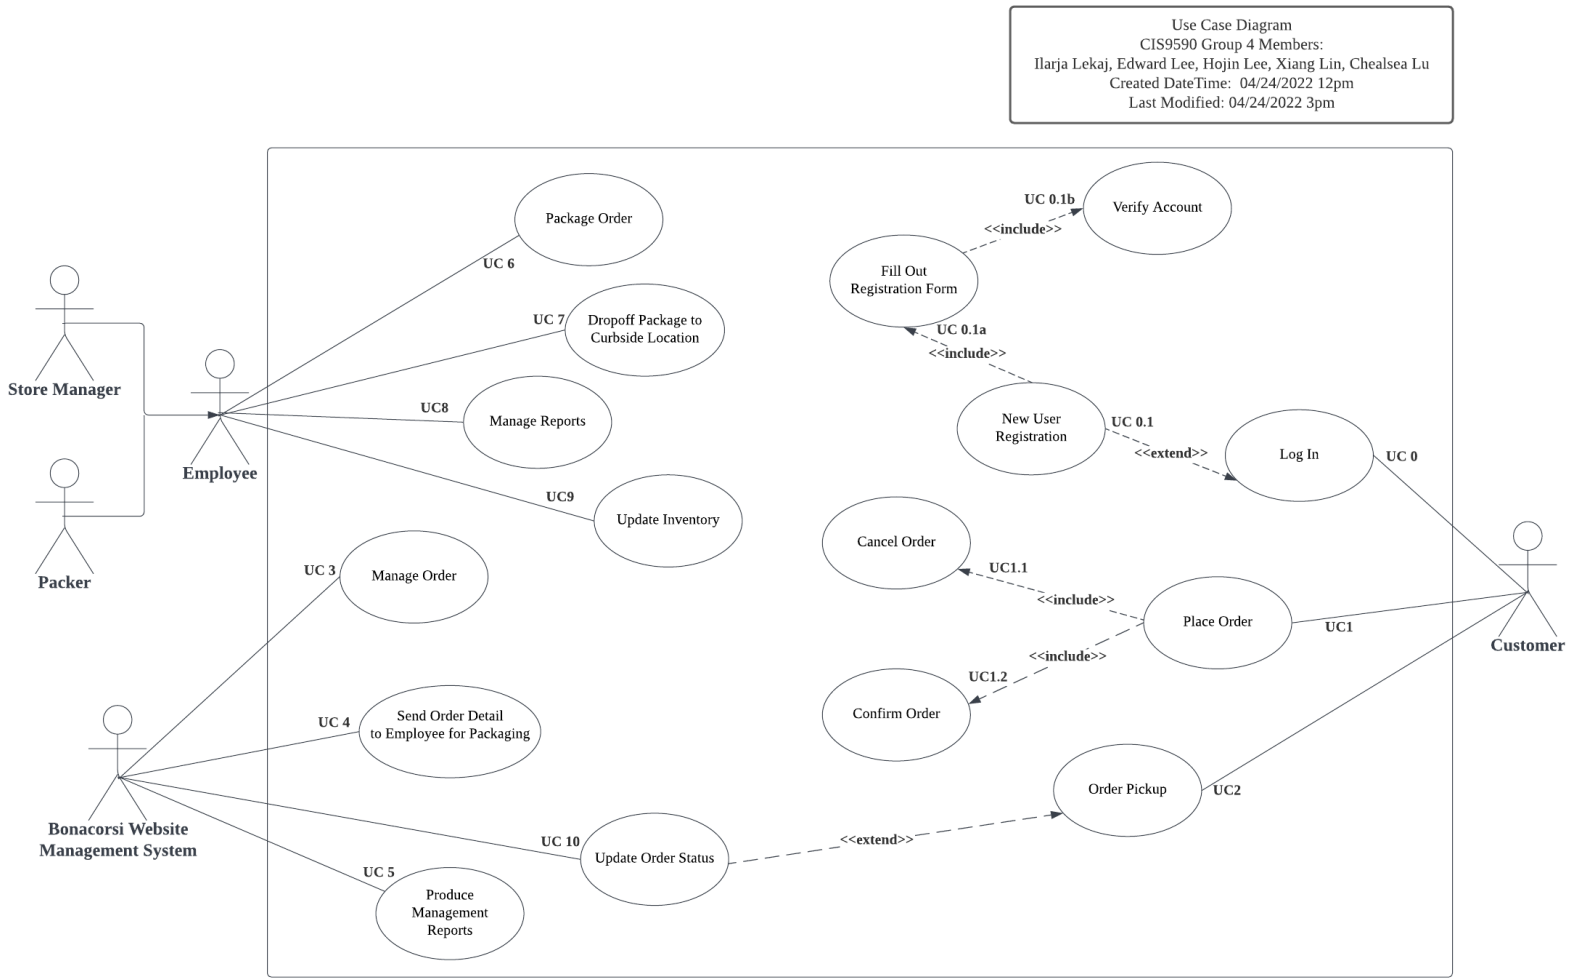 Use Case Diagram
CIS9590 Group 4 Members:
Ilarja Lekaj, Edward Lee, Hojin Lee, Xiang Lin, Chealsea Lu
Created DateTime:  04/24/2022 12pm
Last Modified: 04/24/2022 3pm
Package Order
UC 6
UC 0.1b
Verify Account
<<include>>
Fill Out
Registration Form
UC 7
Dropoff Package to
Curbside Location
UC 0.1a
<<include>>
Store Manager
Employee
UC8
Manage Reports
New User
Registration
UC 0.1
<<extend>>
Log In
UC 0
UC9
Update Inventory
Packer
UC 3
Manage Order
Cancel Order
UC1.1
<<include>>
Place Order
UC1
Customer
<<include>>
UC1.2
Confirm Order
UC 4
Send Order Detail
to Employee for Packaging
Order Pickup
UC2
Bonacorsi Website
Management System
UC 10
Update Order Status
<<extend>>
UC 5
Produce
Management
Reports